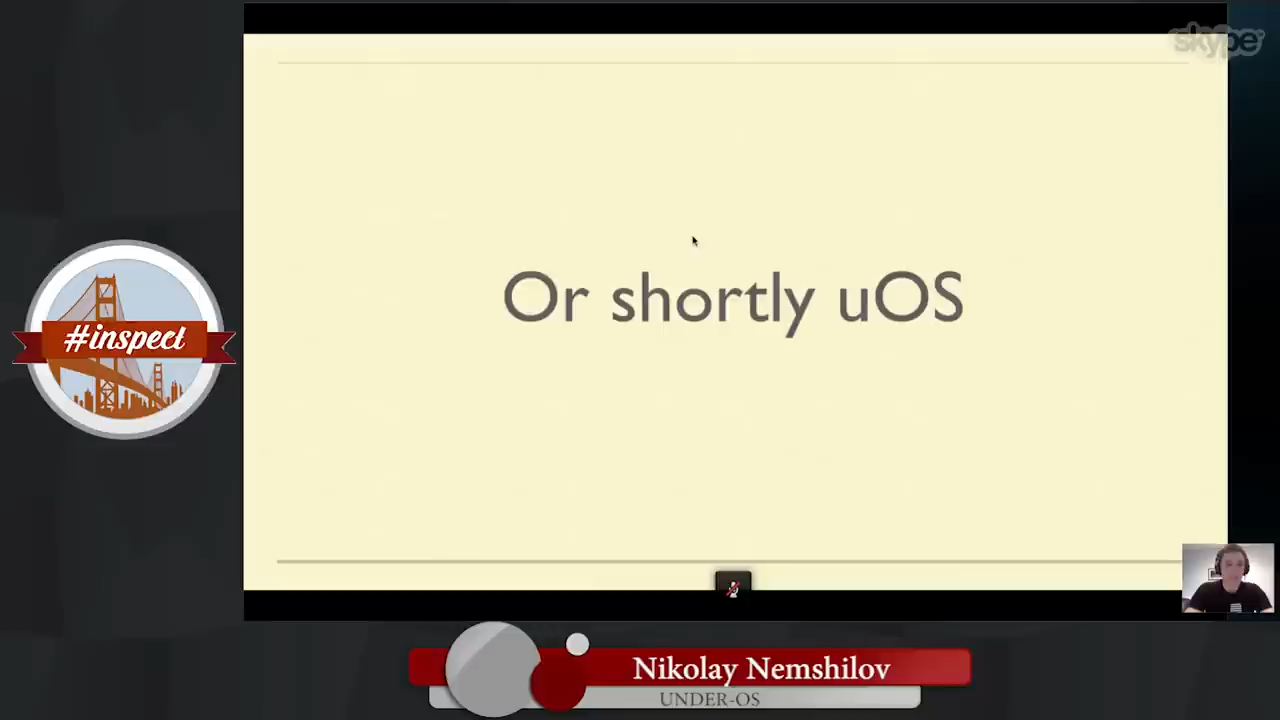 skype
Or shortly uOS
#inspect
Nikolay Nemshilov
UNDER-OS